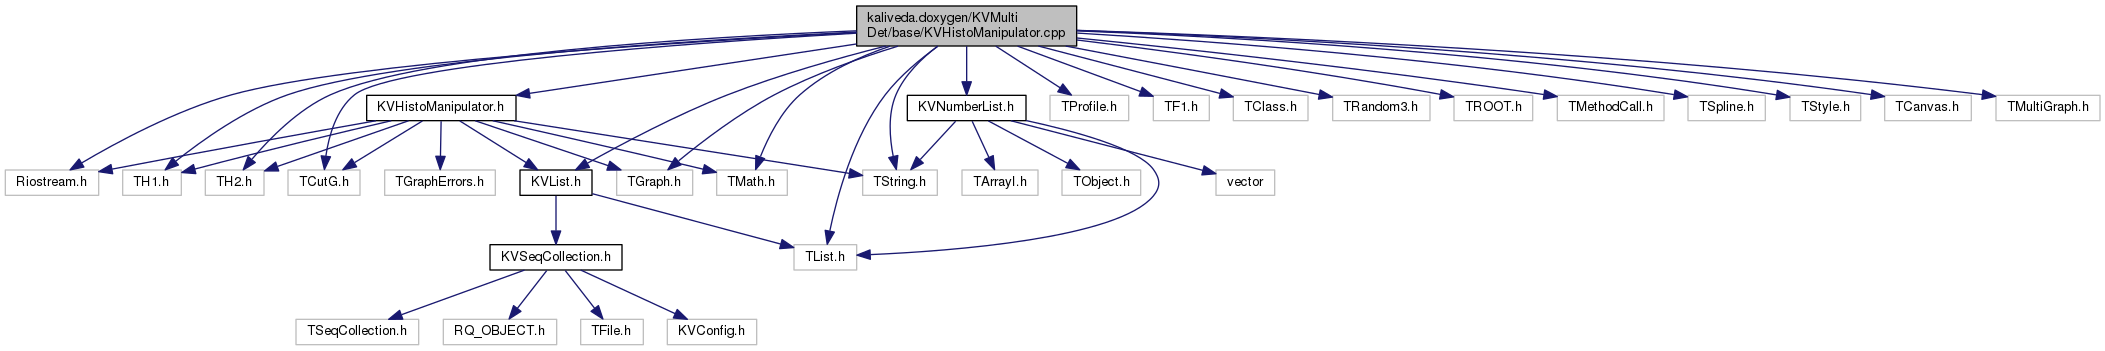 kaliveda.doxygen/KVMulti
Det/base/KVHistoManipulator.cpp
KVHistoManipulator.h
KVNumberList.h
TProfile.h
TF1.h
TClass.h
TRandom3.h
TROOT.h
TMethodCall.h
TSpline.h
TStyle.h
TCanvas.h
TMultiGraph.h
Riostream.h
TH1.h
TH2.h
TCutG.h
TGraphErrors.h
KVList.h
TGraph.h
TMath.h
TString.h
TArrayI.h
TObject.h
vector
KVSeqCollection.h
TList.h
TSeqCollection.h
RQ_OBJECT.h
TFile.h
KVConfig.h